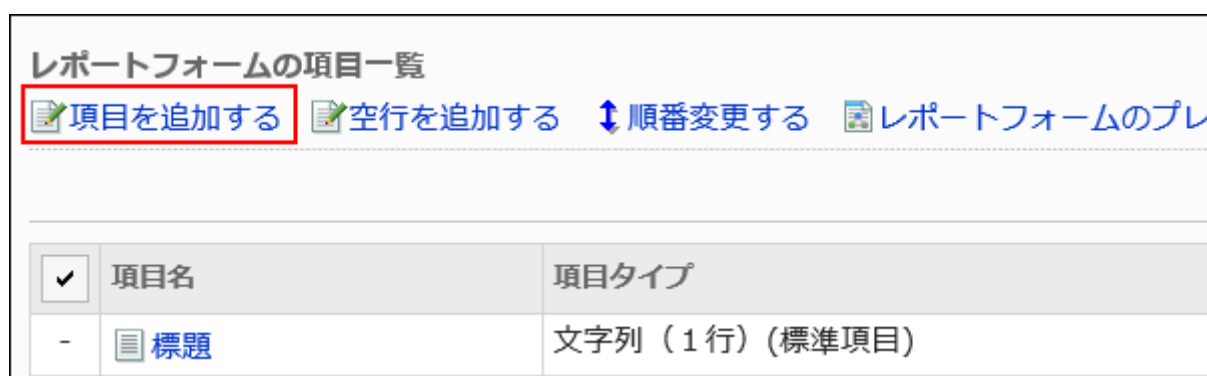 レポートフォームの項目一覧
項目を追加する 空行を追加する 順番変更する レポートフォームのプレ
項目名 項目タイプ
- 標題 文字列（１行）(標準項目)